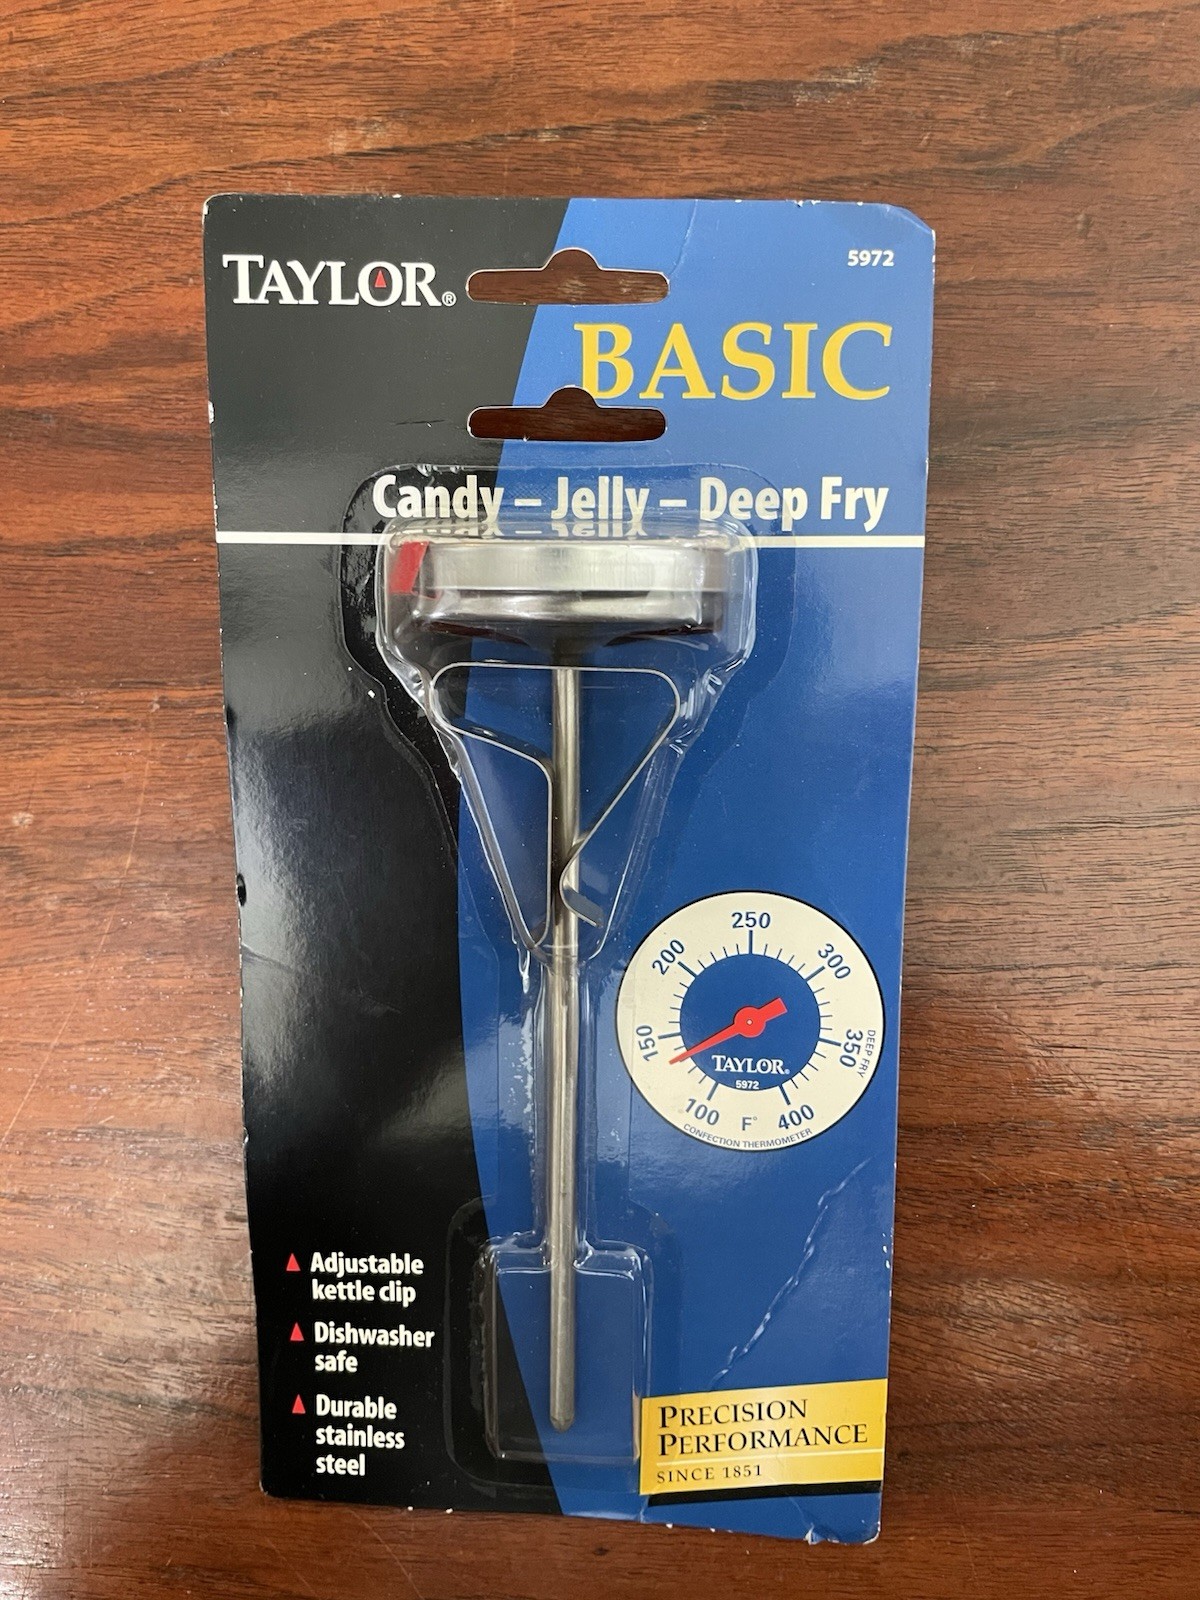 TAYLOR®
5972
BASIC
Candy – Jelly – Deep Fry
250
200
300
150
350
DEEP FRY
TAYLOR®
5972
100
F°
400
CONFECTION THERMOMETER
Adjustable
kettle clip
Dishwasher
safe
Durable
stainless
steel
PRECISION
PERFORMANCE
SINCE 1851